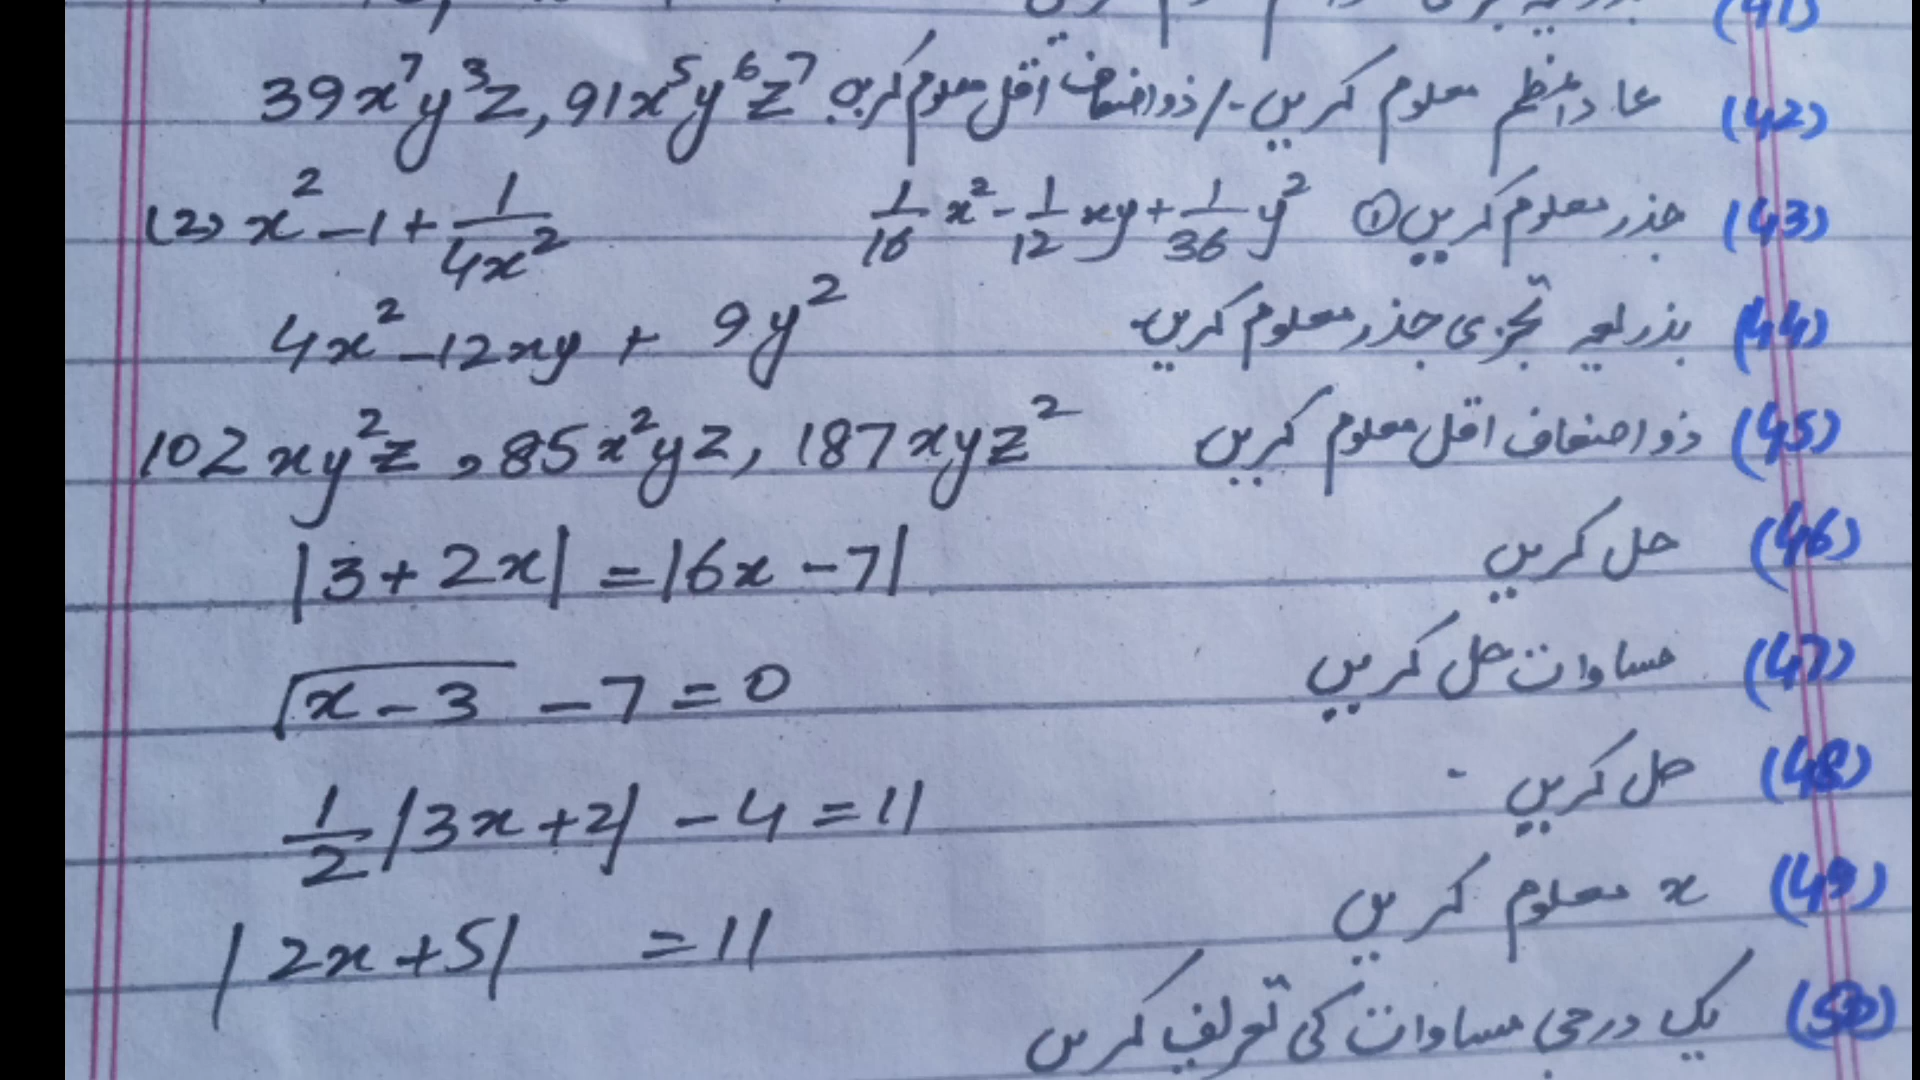 (41)
(42) عاد اعظم معلوم کریں۔/ذواضعاف اقل معلوم کریں 39x⁷y³z, 91x⁵y⁶z⁷
(43) جذر معلوم کریں ① 1/16 x² - 1/12 xy + 1/36 y² (2) x² - 1 + 1/4x²
(44) بذریعہ تجزی جذر معلوم کریں۔ 4x² - 12xy + 9y²
(45) ذواضعاف اقل معلوم کریں 102xy²z, 85x²yz, 187xyz²
(46) حل کریں |3 + 2x| = |6x - 7|
(47) مساوات حل کریں √(x - 3) - 7 = 0
(48) حل کریں - 1/2 |3x + 2| - 4 = 11
(49) x معلوم کریں |2x + 5| = 11
(50) یک درجی مساوات کی تعریف کریں